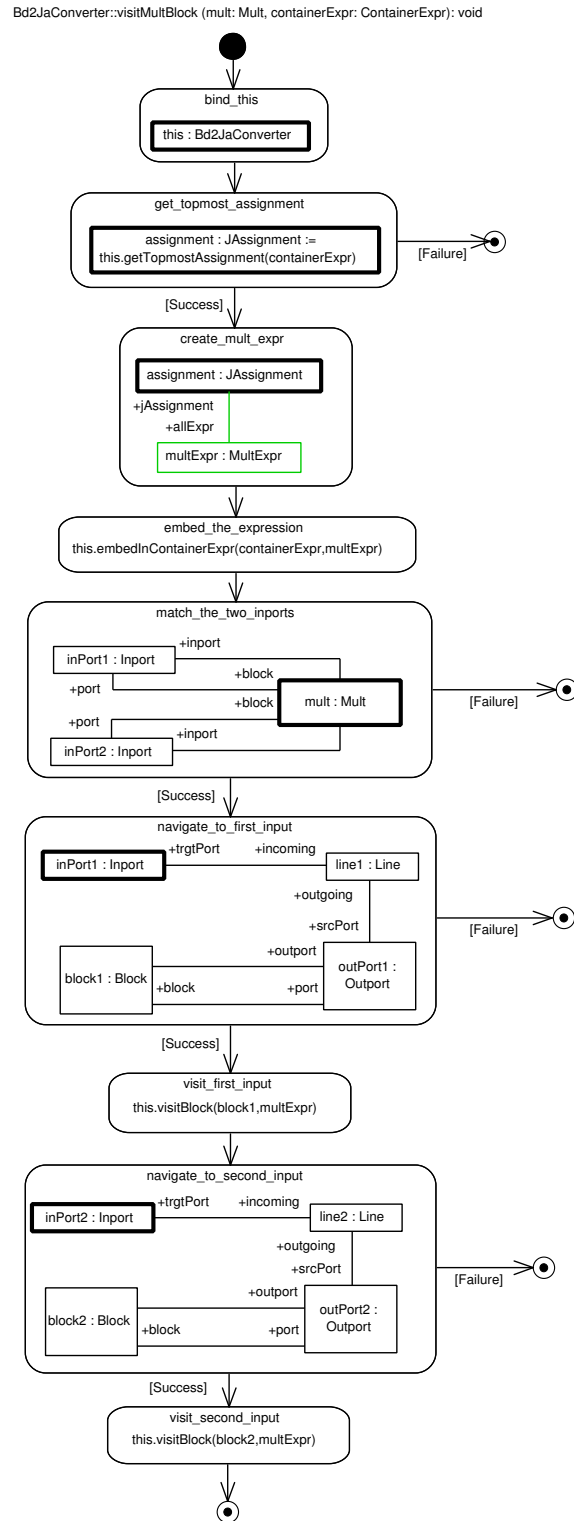 Bd2JaConverter::visitMultBlock (mult: Mult, containerExpr: ContainerExpr): void
bind_this
this : Bd2JaConverter
get_topmost_assignment
assignment : JAssignment :=
this.getTopmostAssignment(containerExpr)
[Failure]
[Success]
create_mult_expr
assignment : JAssignment
+jAssignment
+allExpr
multExpr : MultExpr
embed_the_expression
this.embedInContainerExpr(containerExpr,multExpr)
match_the_two_inports
+inport
inPort1 : Inport
+block
+port
mult : Mult
+block
+port
inPort2 : Inport
+inport
[Failure]
[Success]
navigate_to_first_input
+trgtPort
+incoming
inPort1 : Inport
line1 : Line
+outgoing
+srcPort
+outport
block1 : Block
outPort1 :
Outport
+block
+port
[Failure]
[Success]
visit_first_input
this.visitBlock(block1,multExpr)
navigate_to_second_input
+trgtPort
+incoming
inPort2 : Inport
line2 : Line
+outgoing
+srcPort
+outport
block2 : Block
outPort2 :
Outport
+block
+port
[Failure]
[Success]
visit_second_input
this.visitBlock(block2,multExpr)